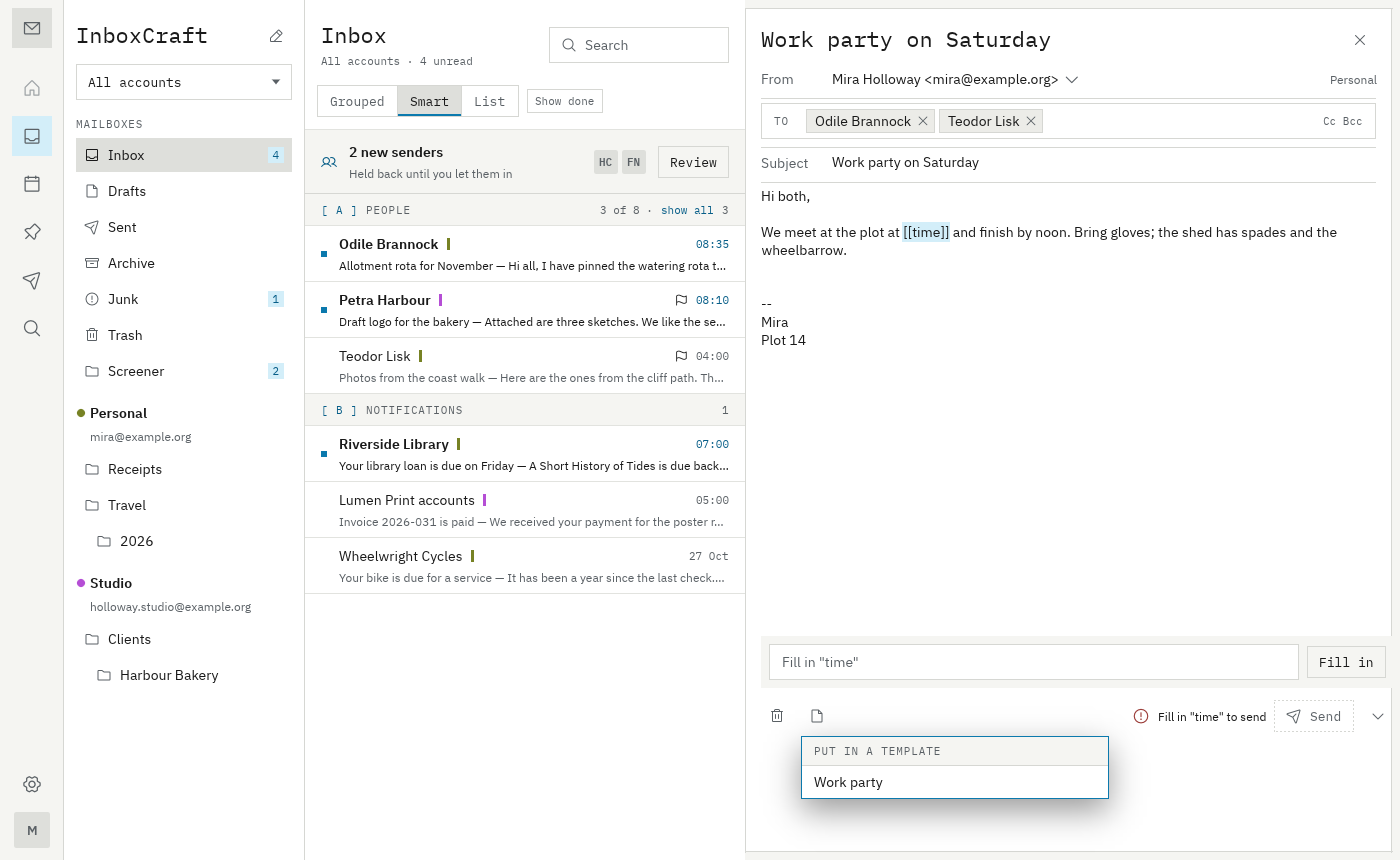 InboxCraft
All accounts
MAILBOXES
Inbox 4
Drafts
Sent
Archive
Junk 1
Trash
Screener 2
Personal
mira@example.org
Receipts
Travel
2026
Studio
holloway.studio@example.org
Clients
Harbour Bakery
M
Inbox
All accounts · 4 unread
Search
Grouped Smart List Show done
2 new senders
Held back until you let them in
HC FN Review
[ A ] PEOPLE 3 of 8 · show all 3
Odile Brannock 08:35
Allotment rota for November — Hi all, I have pinned the watering rota t…
Petra Harbour 08:10
Draft logo for the bakery — Attached are three sketches. We like the se…
Teodor Lisk 04:00
Photos from the coast walk — Here are the ones from the cliff path. Th…
[ B ] NOTIFICATIONS 1
Riverside Library 07:00
Your library loan is due on Friday — A Short History of Tides is due back…
Lumen Print accounts 05:00
Invoice 2026-031 is paid — We received your payment for the poster r…
Wheelwright Cycles 27 Oct
Your bike is due for a service — It has been a year since the last check.…
Work party on Saturday
From Mira Holloway <mira@example.org> Personal
TO Odile Brannock Teodor Lisk Cc Bcc
Subject Work party on Saturday
Hi both,
We meet at the plot at [[time]] and finish by noon. Bring gloves; the shed has spades and the
wheelbarrow.
--
Mira
Plot 14
Fill in "time" Fill in
Fill in "time" to send Send
PUT IN A TEMPLATE
Work party